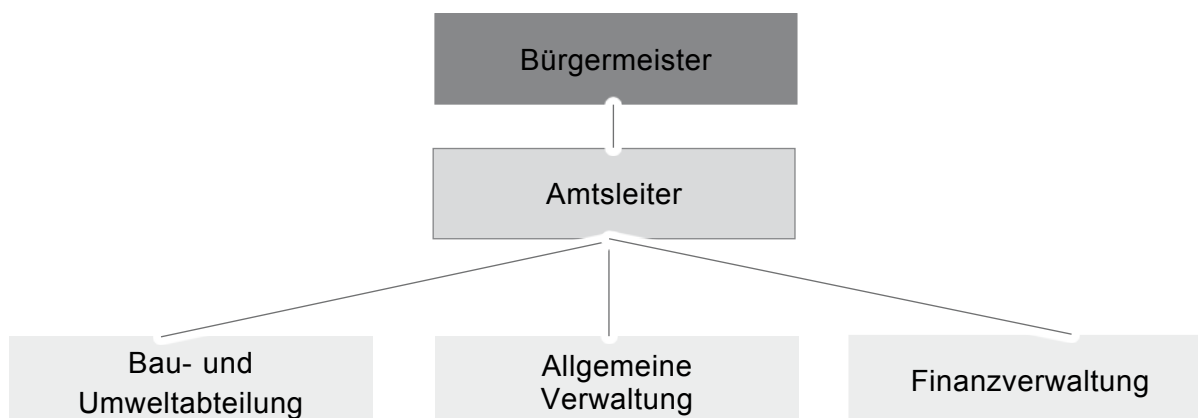 Bürgermeister
Amtsleiter
Bau- und
Umweltabteilung
Allgemeine
Verwaltung
Finanzverwaltung